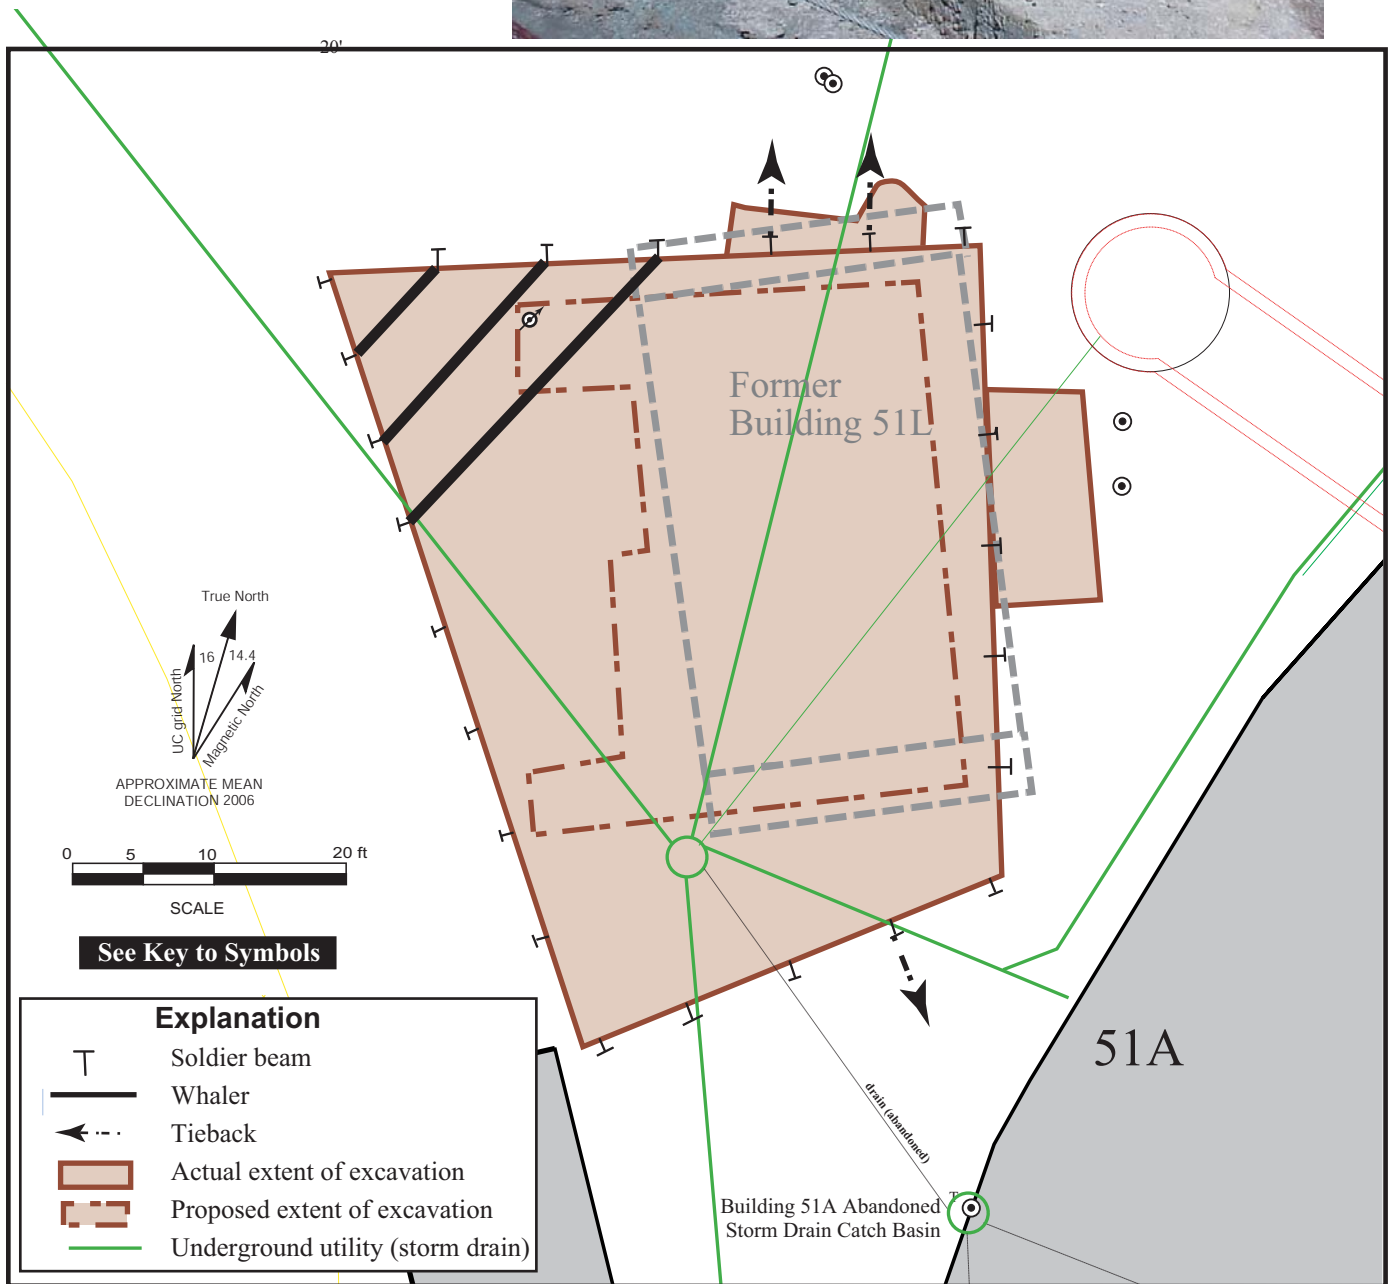 20'
Former
Building 51L
True North
16
14.4
UC grid North
Magnetic North
APPROXIMATE MEAN
DECLINATION 2006
0 5 10 20 ft
SCALE
See Key to Symbols
Explanation
Soldier beam
Whaler
Tieback
Actual extent of excavation
Proposed extent of excavation
Underground utility (storm drain)
51A
drain (abandoned)
T
Building 51A Abandoned
Storm Drain Catch Basin